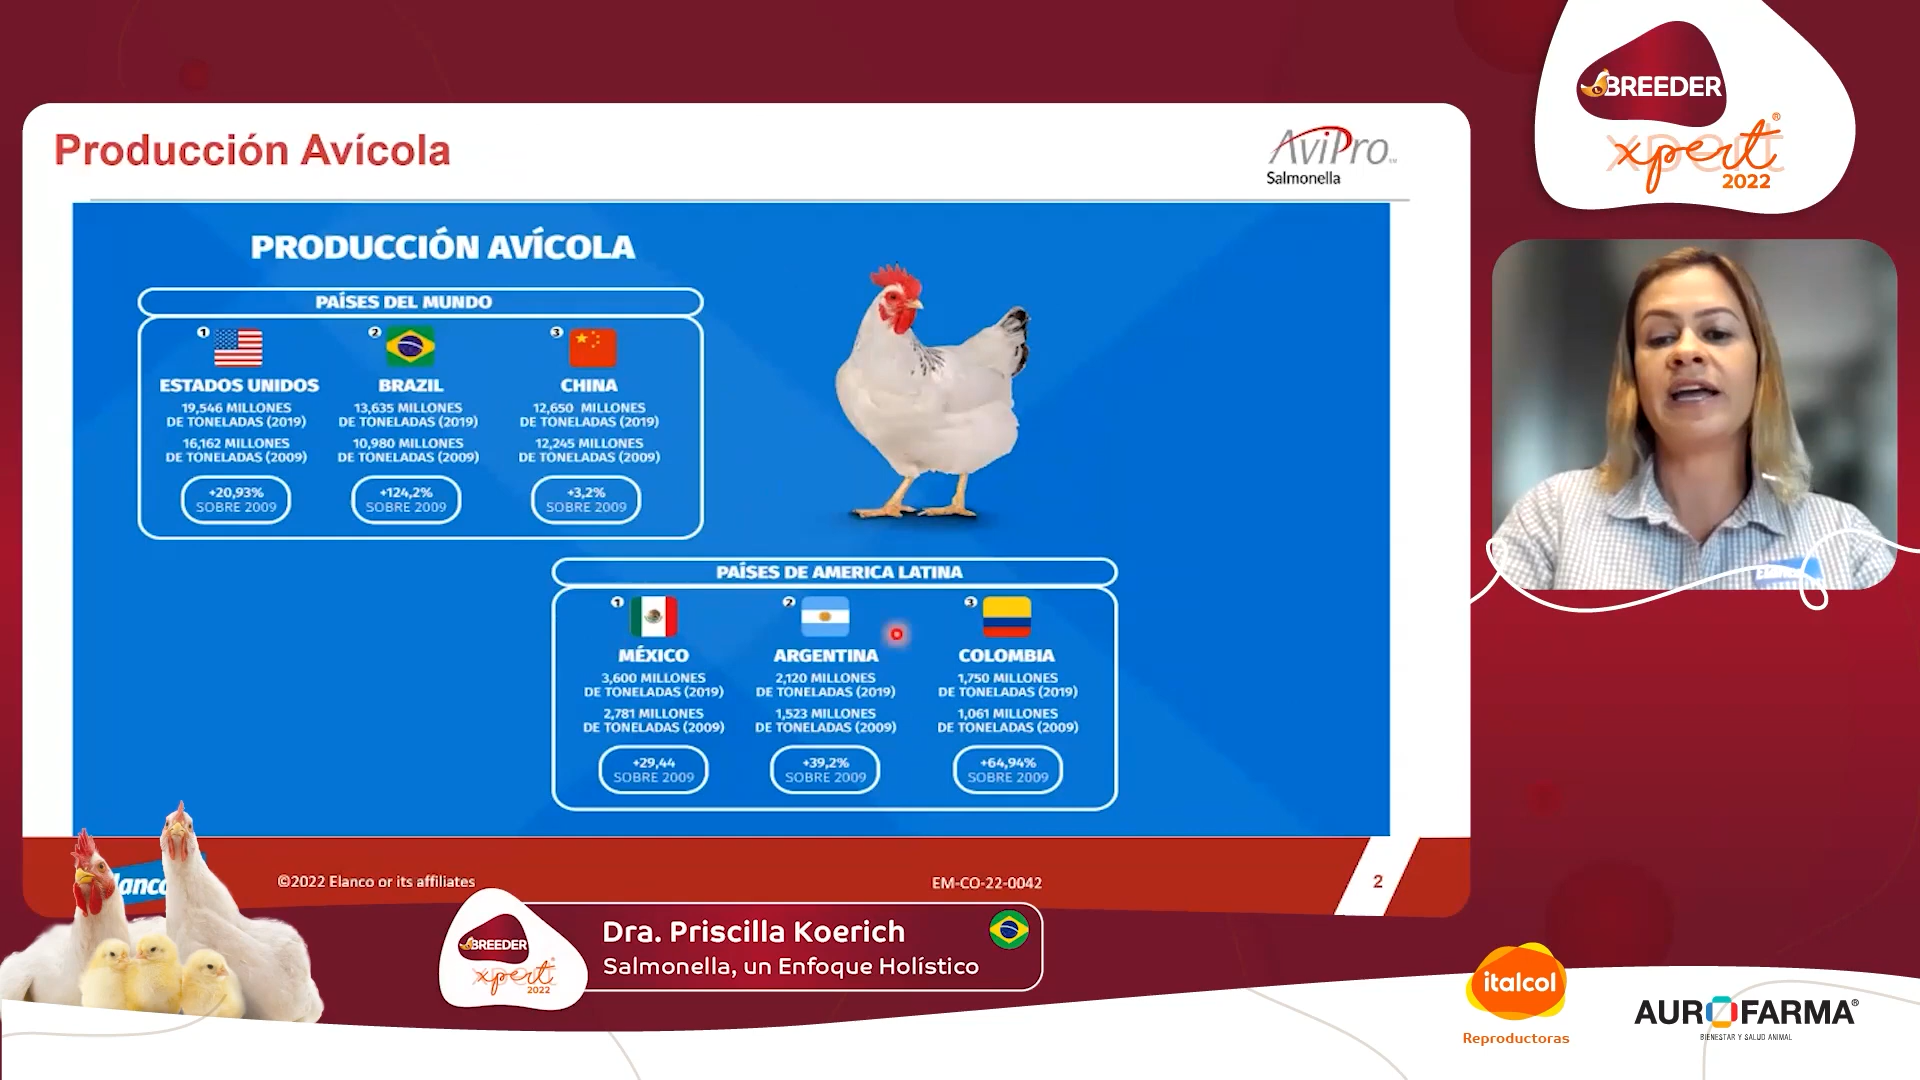 Producción Avícola
AviPro
Salmonella
PRODUCCIÓN AVÍCOLA
PAÍSES DEL MUNDO
1
2
3
ESTADOS UNIDOS
19,546 MILLONES
DE TONELADAS (2019)
16,162 MILLONES
DE TONELADAS (2009)
+20,93%
SOBRE 2009
BRAZIL
13,635 MILLONES
DE TONELADAS (2019)
10,980 MILLONES
DE TONELADAS (2009)
+124,2%
SOBRE 2009
CHINA
12,650 MILLONES
DE TONELADAS (2019)
12,245 MILLONES
DE TONELADAS (2009)
+3,2%
SOBRE 2009
PAÍSES DE AMERICA LATINA
1
2
3
MÉXICO
3,600 MILLONES
DE TONELADAS (2019)
2,781 MILLONES
DE TONELADAS (2009)
+29,44
SOBRE 2009
ARGENTINA
2,120 MILLONES
DE TONELADAS (2019)
1,523 MILLONES
DE TONELADAS (2009)
+39,2%
SOBRE 2009
COLOMBIA
1,750 MILLONES
DE TONELADAS (2019)
1,061 MILLONES
DE TONELADAS (2009)
+64,94%
SOBRE 2009
lanco
©2022 Elanco or its affiliates
EM-CO-22-0042
2
BREEDER
xpert®
2022
BREEDER
xpert®
2022
Dra. Priscilla Koerich
Salmonella, un Enfoque Holístico
italcol
Reproductoras
AUROFARMA®
BIENESTAR Y SALUD ANIMAL